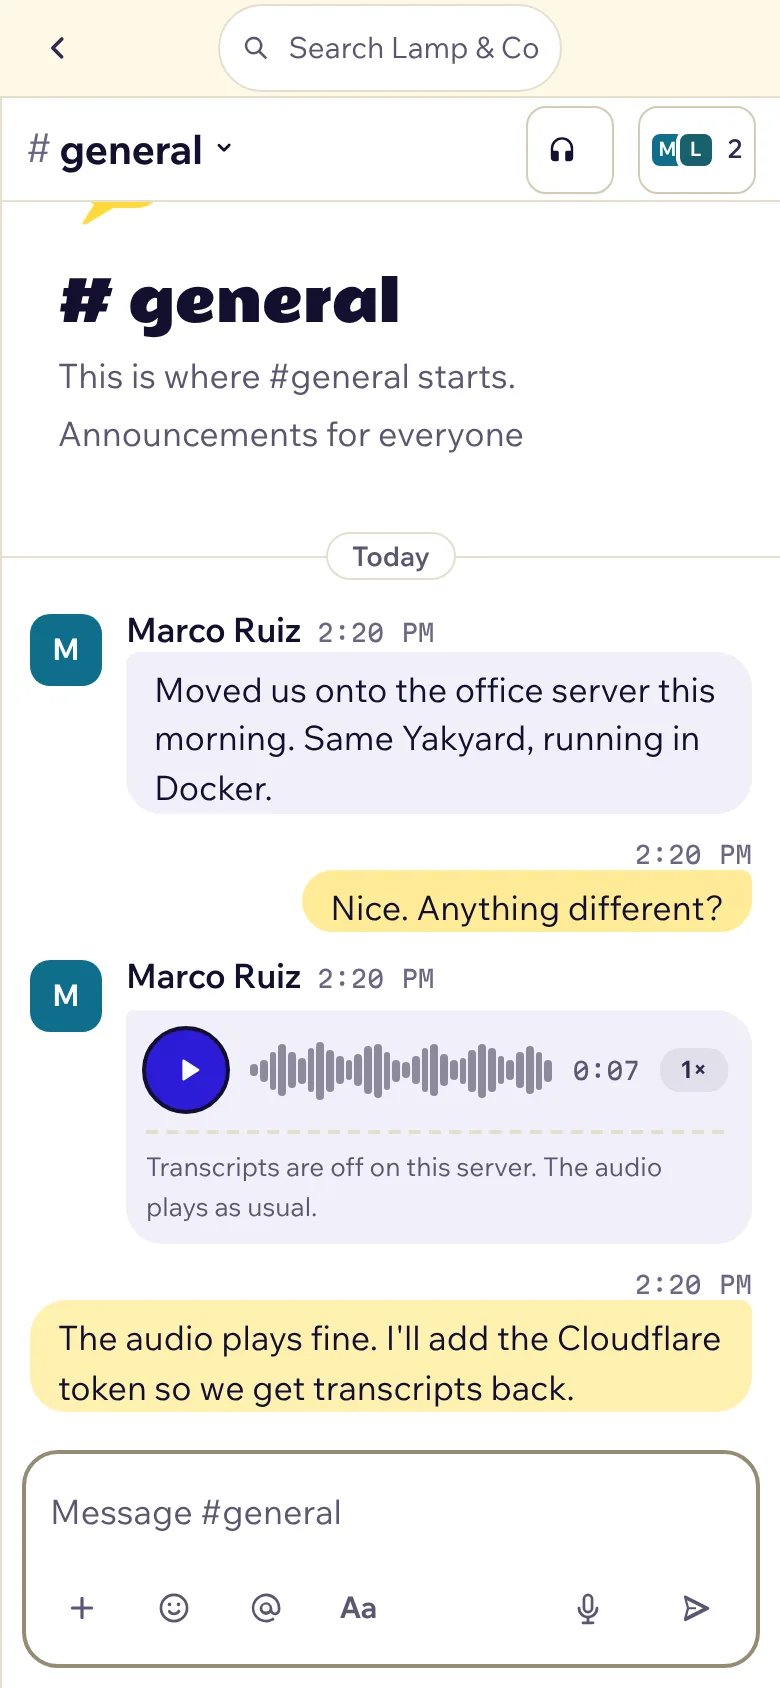 Search Lamp & Co
# general
M L 2
# general
This is where #general starts.
Announcements for everyone
Today
M
Marco Ruiz 2:20 PM
Moved us onto the office server this
morning. Same Yakyard, running in
Docker.
2:20 PM
Nice. Anything different?
M
Marco Ruiz 2:20 PM
0:07 1×
Transcripts are off on this server. The audio
plays as usual.
2:20 PM
The audio plays fine. I'll add the Cloudflare
token so we get transcripts back.
Message #general
Aa